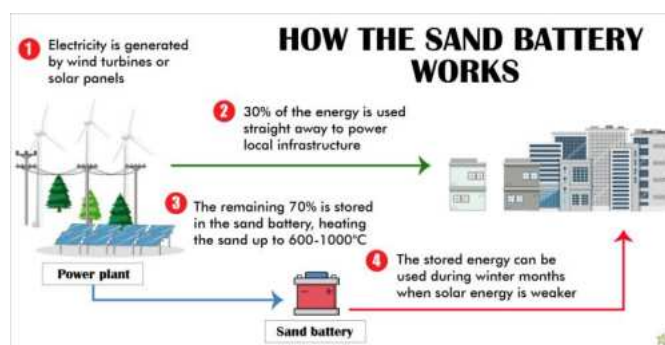 HOW THE SAND BATTERY
WORKS
1
Electricity is generated
by wind turbines or
solar panels
2
30% of the energy is used
straight away to power
local infrastructure
3
The remaining 70% is stored
in the sand battery, heating
the sand up to 600-1000°C
4
The stored energy can be
used during winter months
when solar energy is weaker
Power plant
Sand battery